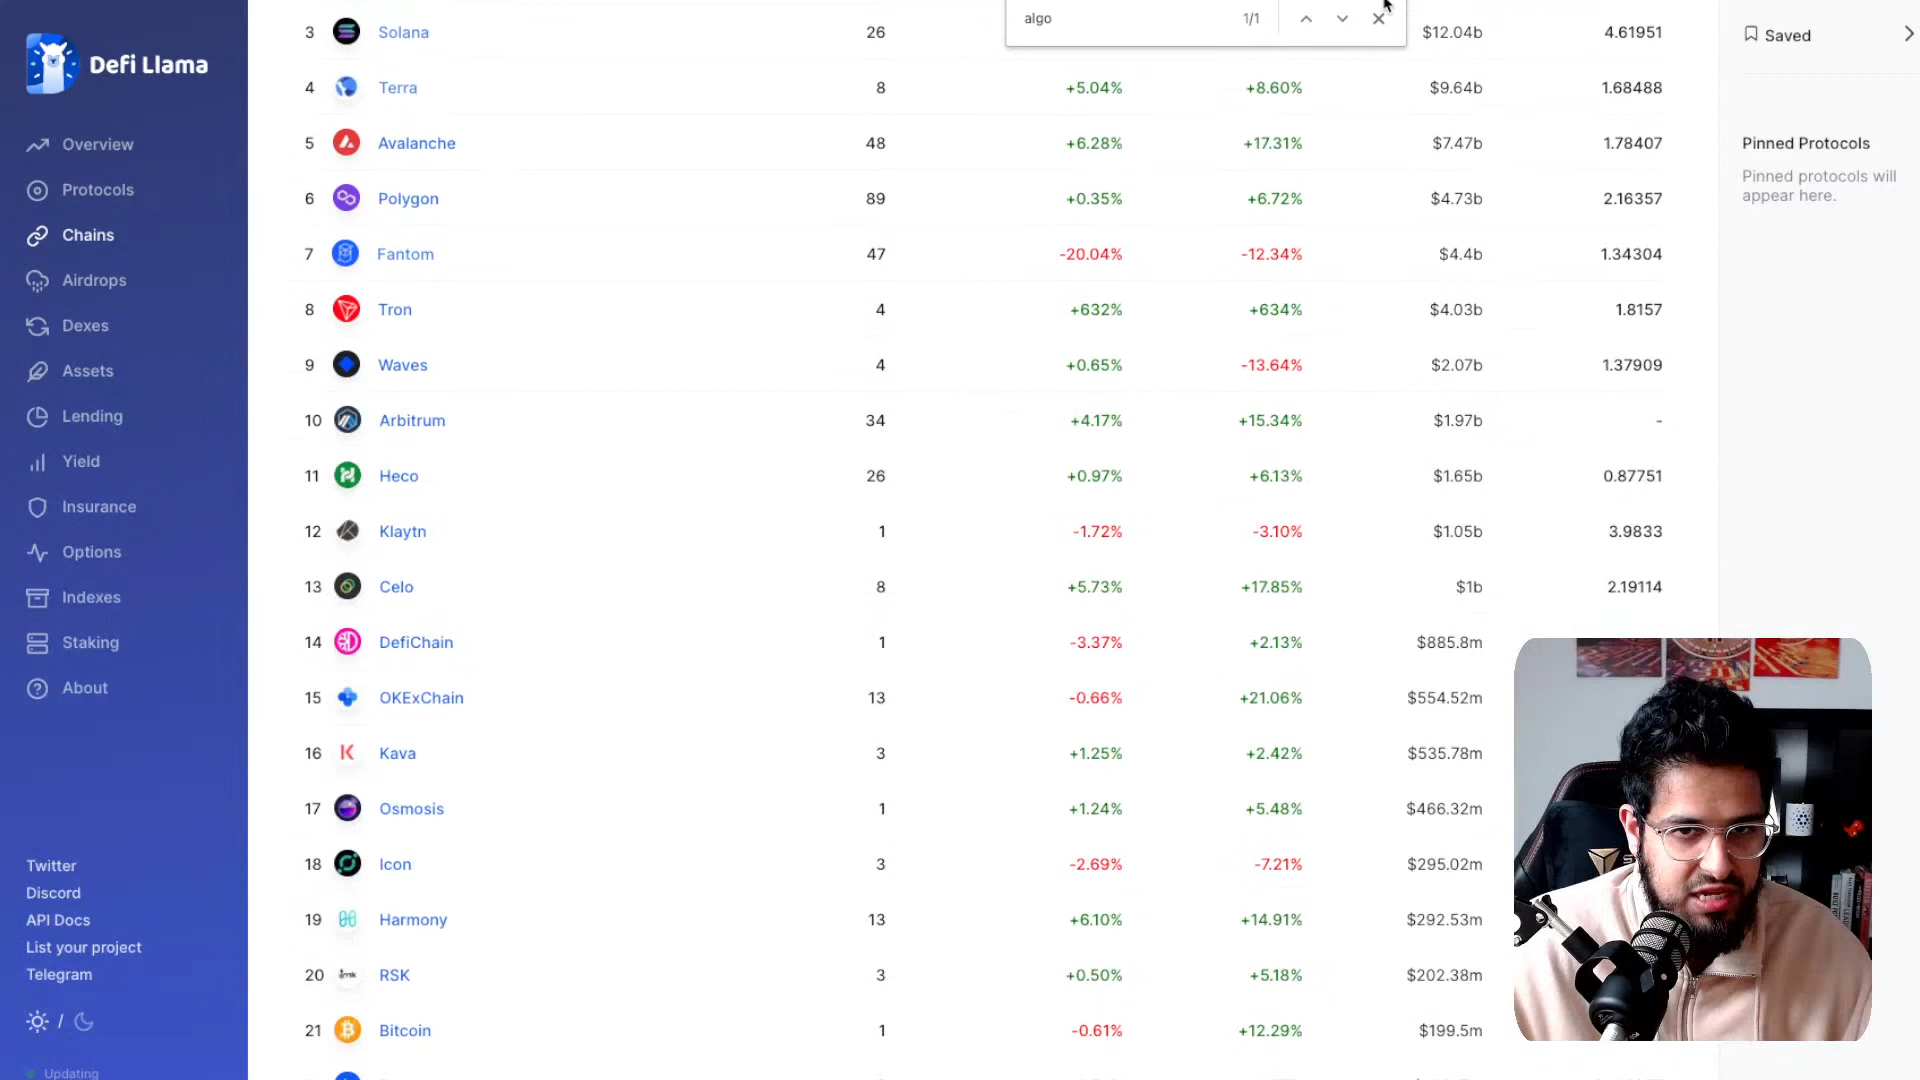 algo 1/1
3 Solana 26 $12.04b 4.61951
Saved
Defi Llama
4 Terra 8 +5.04% +8.60% $9.64b 1.68488
Overview
5 Avalanche 48 +6.28% +17.31% $7.47b 1.78407
Pinned Protocols
Pinned protocols will
appear here.
Protocols
6 Polygon 89 +0.35% +6.72% $4.73b 2.16357
Chains
7 Fantom 47 -20.04% -12.34% $4.4b 1.34304
Airdrops
8 Tron 4 +632% +634% $4.03b 1.8157
Dexes
9 Waves 4 +0.65% -13.64% $2.07b 1.37909
Assets
10 Arbitrum 34 +4.17% +15.34% $1.97b -
Lending
11 Heco 26 +0.97% +6.13% $1.65b 0.87751
Yield
12 Klaytn 1 -1.72% -3.10% $1.05b 3.9833
Insurance
13 Celo 8 +5.73% +17.85% $1b 2.19114
Options
14 DefiChain 1 -3.37% +2.13% $885.8m
Indexes
15 OKExChain 13 -0.66% +21.06% $554.52m
Staking
16 Kava 3 +1.25% +2.42% $535.78m
About
17 Osmosis 1 +1.24% +5.48% $466.32m
18 Icon 3 -2.69% -7.21% $295.02m
19 Harmony 13 +6.10% +14.91% $292.53m
20 RSK 3 +0.50% +5.18% $202.38m
21 Bitcoin 1 -0.61% +12.29% $199.5m
Twitter
Discord
API Docs
List your project
Telegram
/
Updating